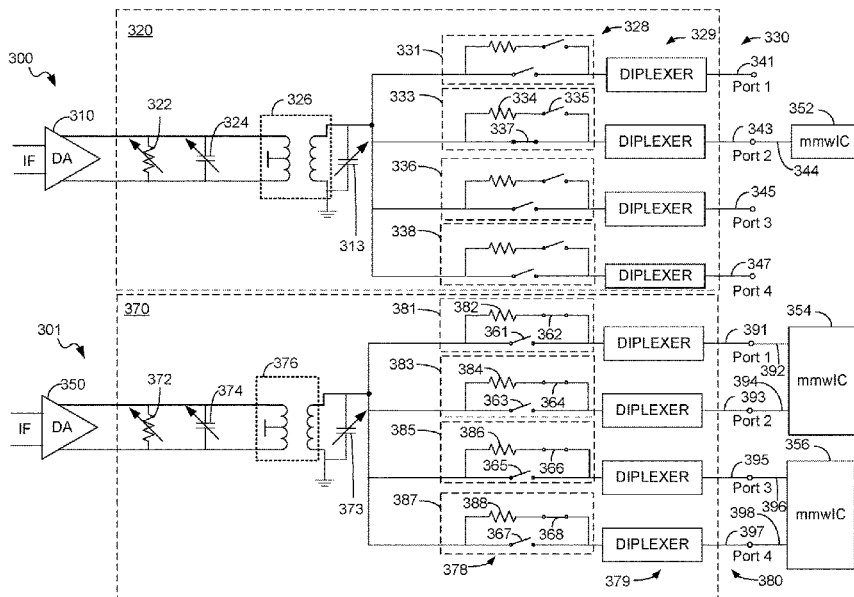 320
300
310
IF
DA
322
324
326
313
331
333
334
335
337
336
338
328
329
330
DIPLEXER
341
Port 1
DIPLEXER
343
Port 2
344
352
mmwIC
DIPLEXER
345
Port 3
DIPLEXER
347
Port 4
370
301
350
IF
DA
372
374
376
373
381
382
361
362
383
384
363
364
385
386
365
366
387
388
367
368
378
DIPLEXER
391
Port 1
392
DIPLEXER
394
393
Port 2
354
mmwIC
DIPLEXER
395
Port 3
396
DIPLEXER
398
397
Port 4
356
mmwIC
379
380